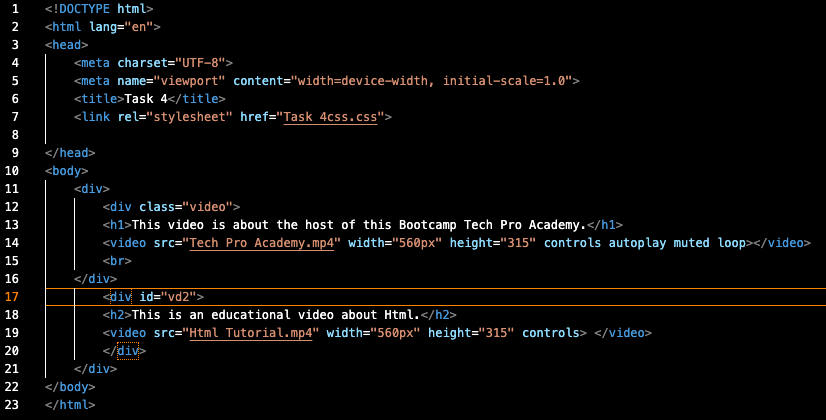 1 <!DOCTYPE html>
2 <html lang="en">
3 <head>
4 <meta charset="UTF-8">
5 <meta name="viewport" content="width=device-width, initial-scale=1.0">
6 <title>Task 4</title>
7 <link rel="stylesheet" href="Task 4css.css">
8
9 </head>
10 <body>
11 <div>
12 <div class="video">
13 <h1>This video is about the host of this Bootcamp Tech Pro Academy.</h1>
14 <video src="Tech Pro Academy.mp4" width="560px" height="315" controls autoplay muted loop></video>
15 <br>
16 </div>
17 <div id="vd2">
18 <h2>This is an educational video about Html.</h2>
19 <video src="Html Tutorial.mp4" width="560px" height="315" controls> </video>
20 </div>
21 </div>
22 </body>
23 </html>